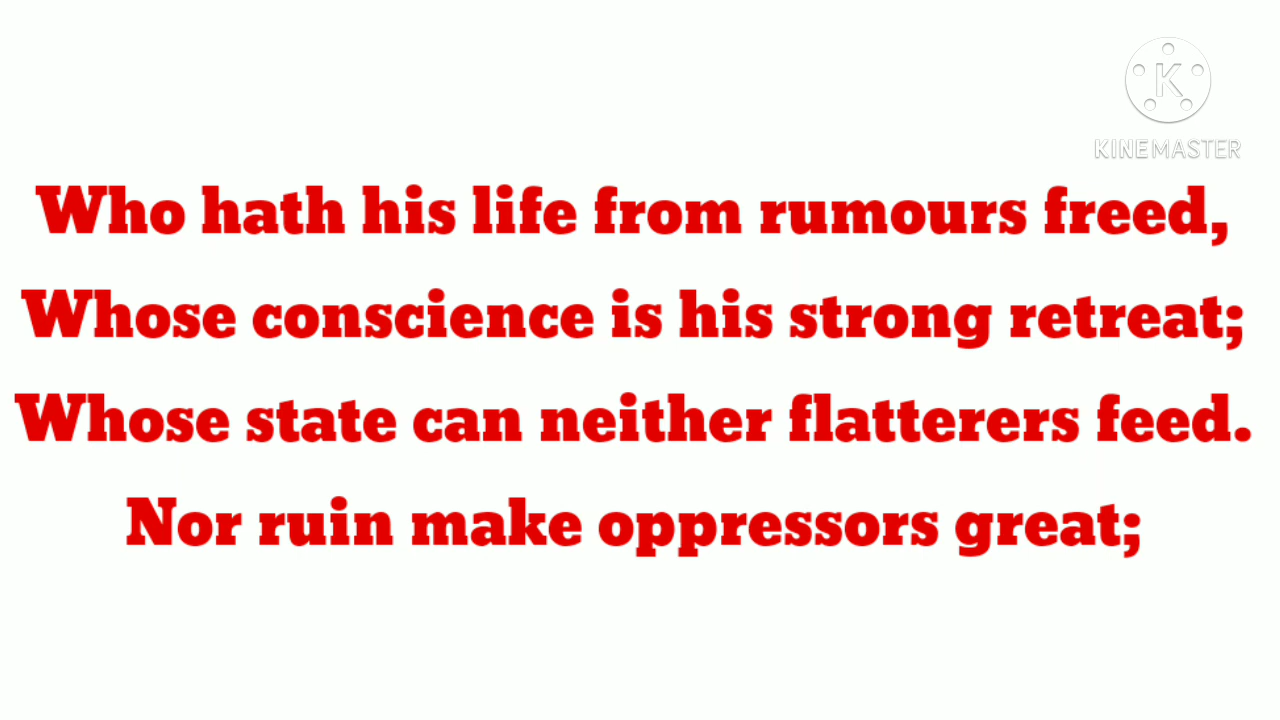 K
KINEMASTER
Who hath his life from rumours freed,
Whose conscience is his strong retreat;
Whose state can neither flatterers feed.
Nor ruin make oppressors great;